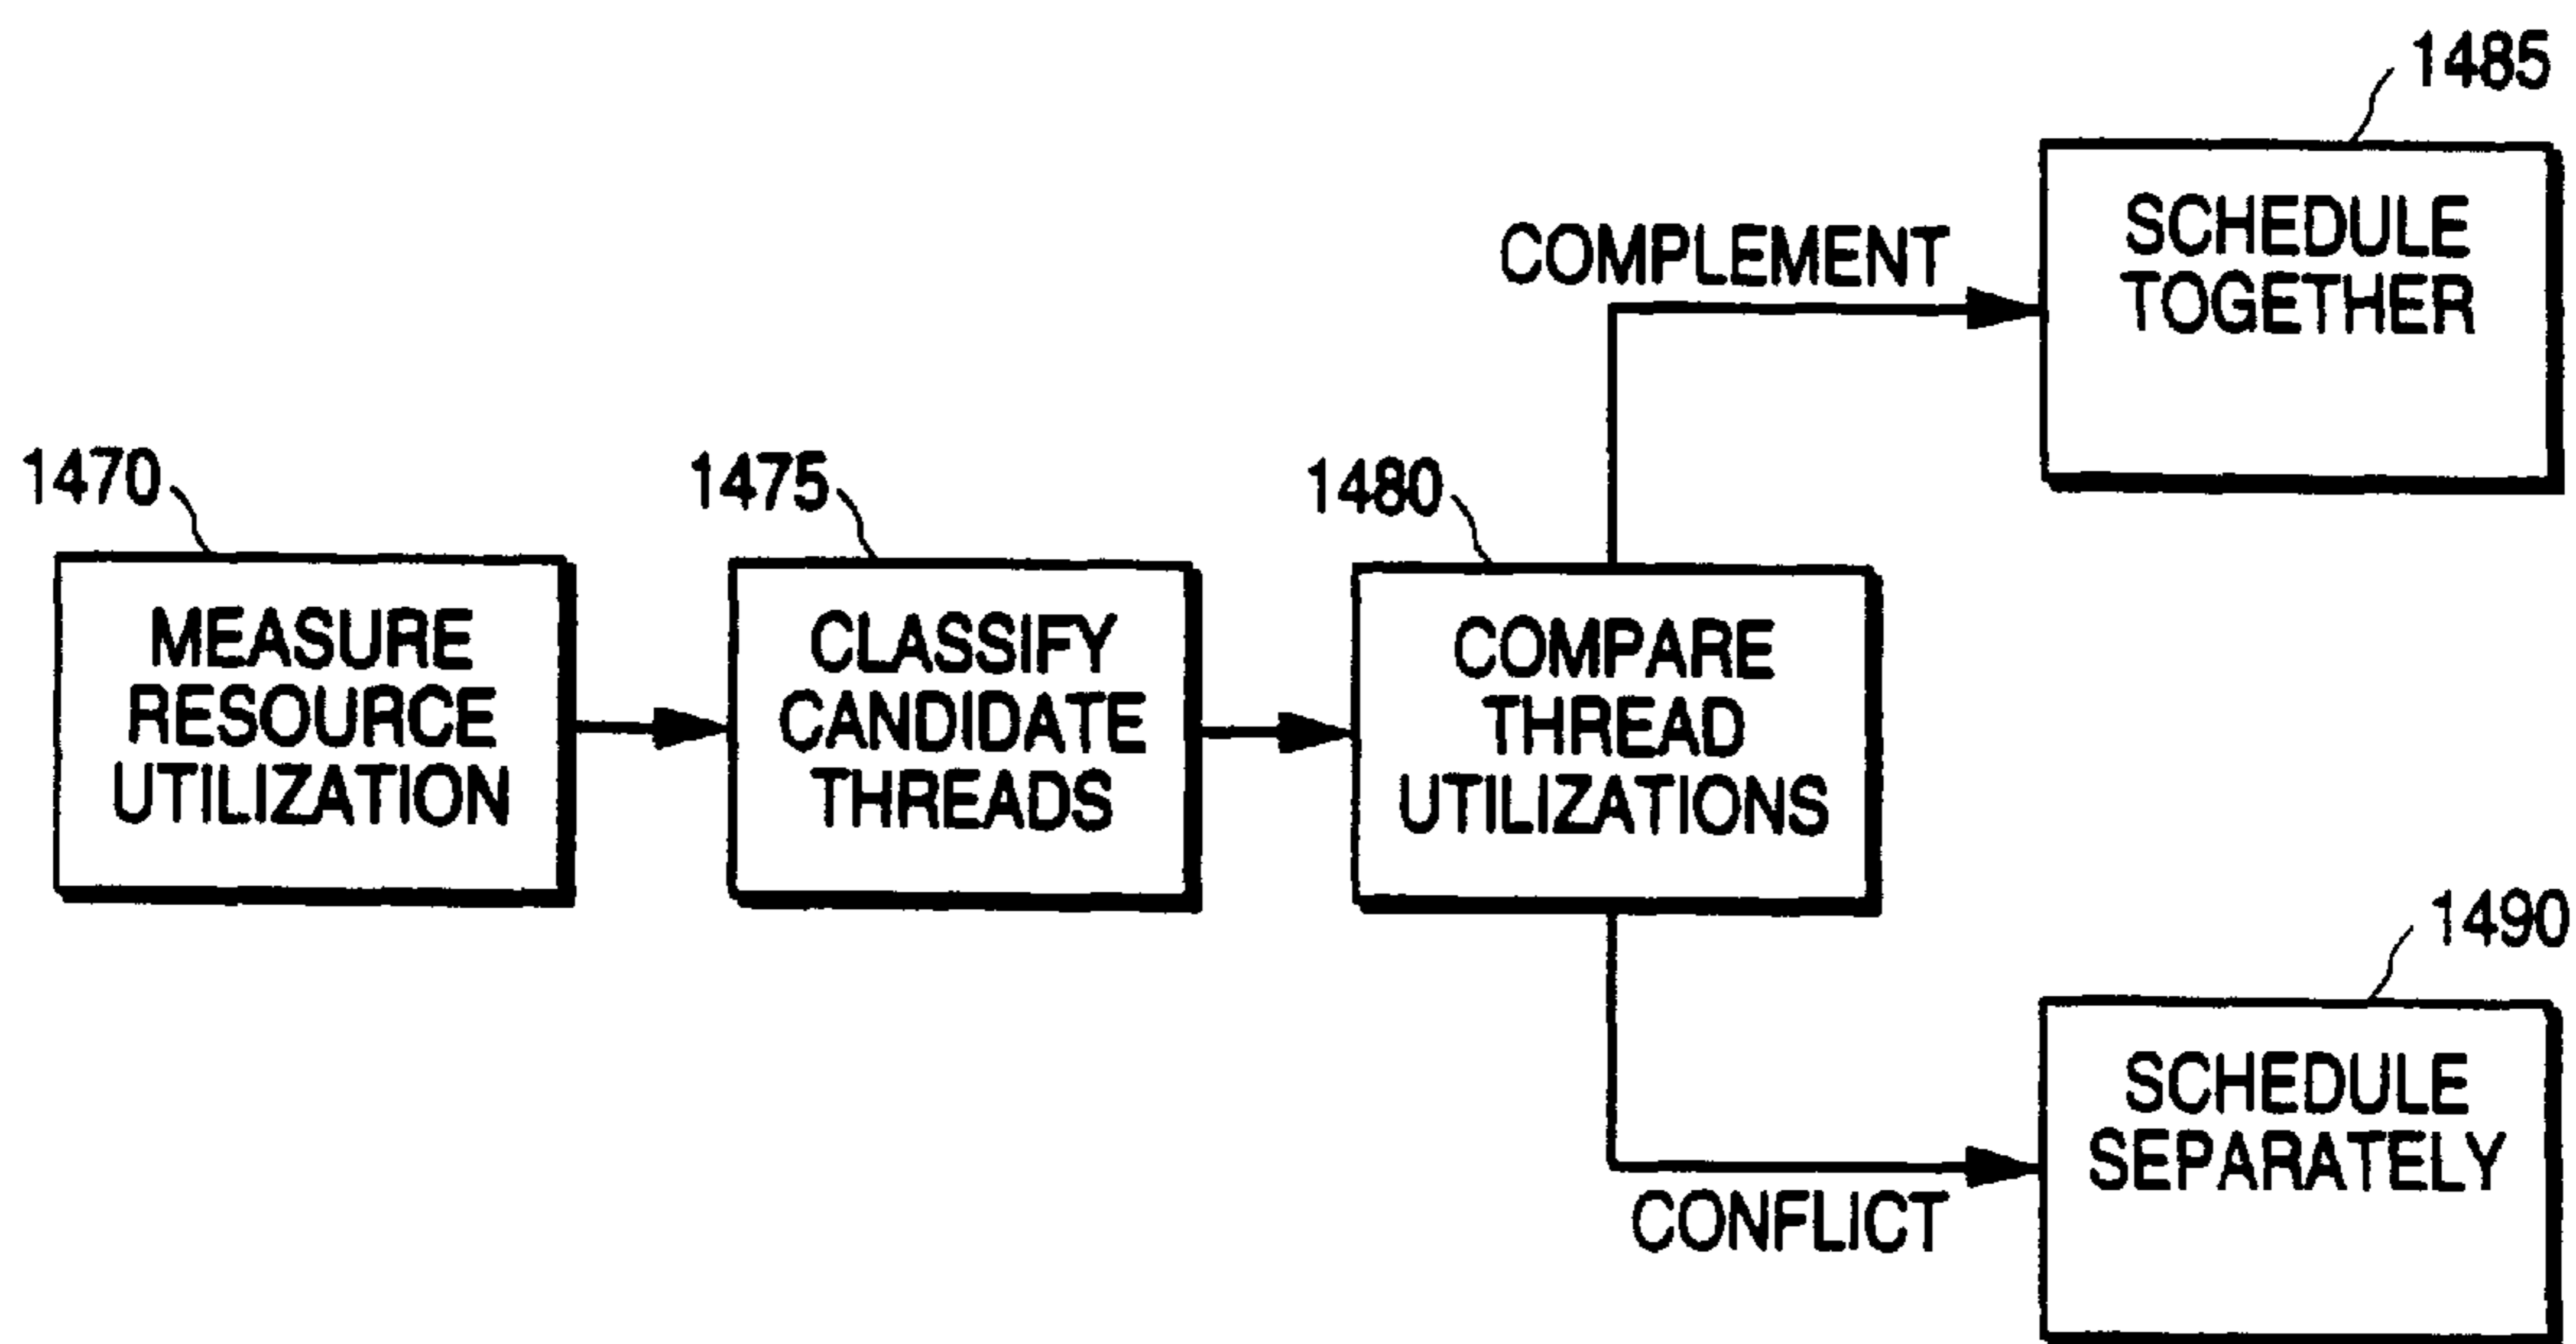 1470
MEASURE
RESOURCE
UTILIZATION
1475
CLASSIFY
CANDIDATE
THREADS
1480
COMPARE
THREAD
UTILIZATIONS
COMPLEMENT
1485
SCHEDULE
TOGETHER
CONFLICT
1490
SCHEDULE
SEPARATELY